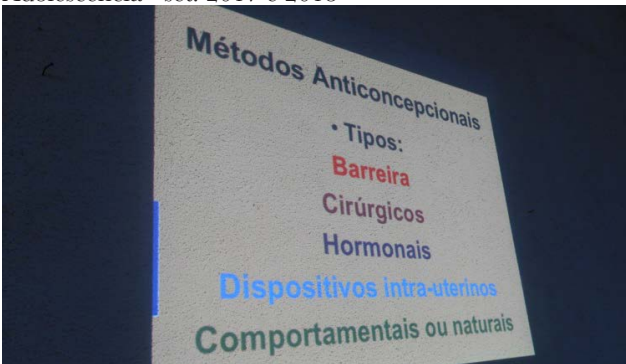 Métodos Anticoncepcionais
• Tipos:
Barreira
Cirúrgicos
Hormonais
Dispositivos intra-uterinos
Comportamentais ou naturais